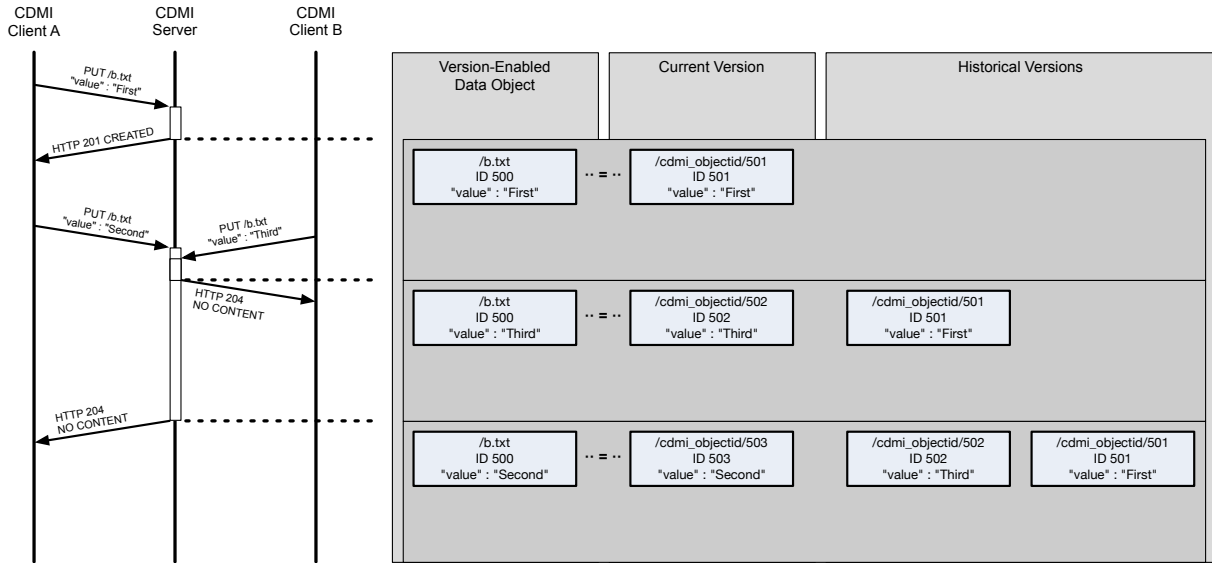 CDMI
Client A
CDMI
Server
CDMI
Client B
PUT /b.txt
"value" : "First"
HTTP 201 CREATED
PUT /b.txt
"value" : "Second"
PUT /b.txt
"value" : "Third"
HTTP 204
NO CONTENT
HTTP 204
NO CONTENT
Version-Enabled
Data Object
Current Version
Historical Versions
/b.txt
ID 500
"value" : "First"
·· = ··
/cdmi_objectid/501
ID 501
"value" : "First"
/b.txt
ID 500
"value" : "Third"
·· = ··
/cdmi_objectid/502
ID 502
"value" : "Third"
/cdmi_objectid/501
ID 501
"value" : "First"
/b.txt
ID 500
"value" : "Second"
·· = ··
/cdmi_objectid/503
ID 503
"value" : "Second"
/cdmi_objectid/502
ID 502
"value" : "Third"
/cdmi_objectid/501
ID 501
"value" : "First"